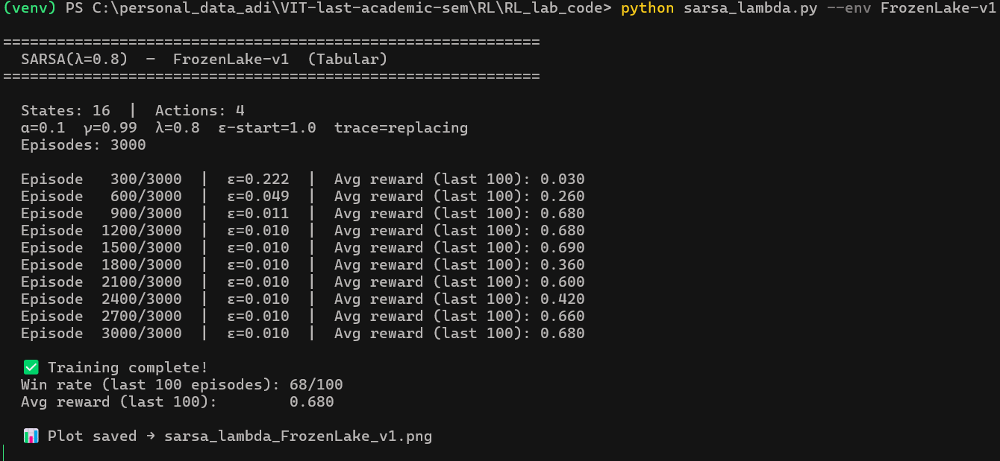 (venv) PS C:\personal_data_adi\VIT-last-academic-sem\RL\RL_lab_code> python sarsa_lambda.py --env FrozenLake-v1
============================================================
SARSA(λ=0.8) — FrozenLake-v1 (Tabular)
============================================================
States: 16 | Actions: 4
α=0.1 γ=0.99 λ=0.8 ε-start=1.0 trace=replacing
Episodes: 3000
Episode 300/3000 | ε=0.222 | Avg reward (last 100): 0.030
Episode 600/3000 | ε=0.049 | Avg reward (last 100): 0.260
Episode 900/3000 | ε=0.011 | Avg reward (last 100): 0.680
Episode 1200/3000 | ε=0.010 | Avg reward (last 100): 0.680
Episode 1500/3000 | ε=0.010 | Avg reward (last 100): 0.690
Episode 1800/3000 | ε=0.010 | Avg reward (last 100): 0.360
Episode 2100/3000 | ε=0.010 | Avg reward (last 100): 0.600
Episode 2400/3000 | ε=0.010 | Avg reward (last 100): 0.420
Episode 2700/3000 | ε=0.010 | Avg reward (last 100): 0.660
Episode 3000/3000 | ε=0.010 | Avg reward (last 100): 0.680
✅ Training complete!
Win rate (last 100 episodes): 68/100
Avg reward (last 100): 0.680
📊 Plot saved → sarsa_lambda_FrozenLake_v1.png